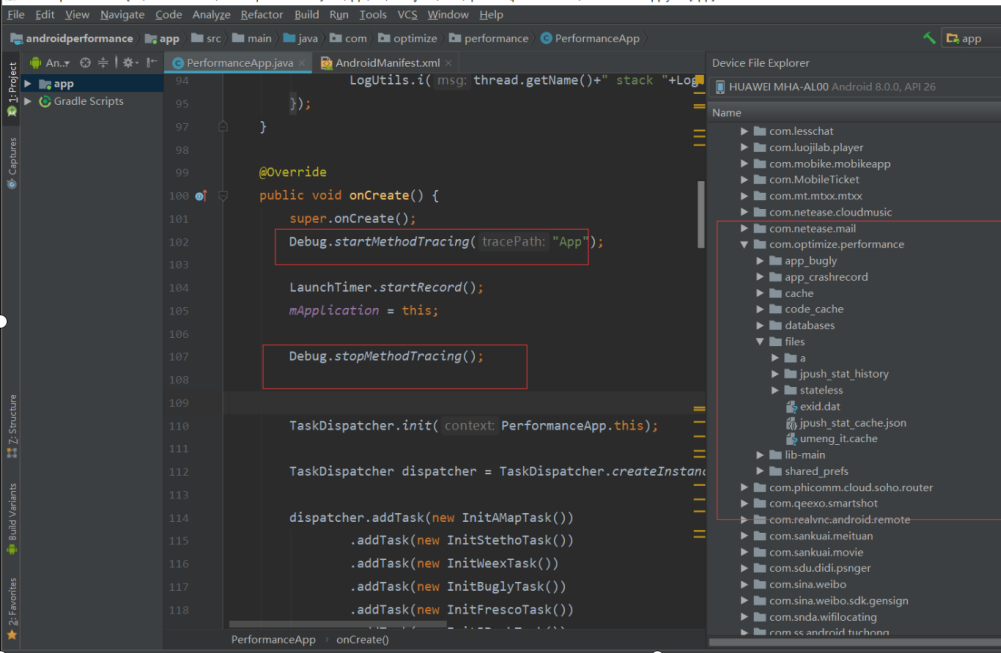 File Edit View Navigate Code Analyze Refactor Build Run Tools VCS Window Help
androidperformance app src main java com optimize performance PerformanceApp app
1: Project
Captures
7: Structure
Build Variants
2: Favorites
An..
app
Gradle Scripts
PerformanceApp.java × AndroidManifest.xml ×
94 LogUtils.i( msg: thread.getName()+" stack "+Log
95 });
97 }
98
99 @Override
100 public void onCreate() {
101 super.onCreate();
102 Debug.startMethodTracing( tracePath: "App");
103
104 LaunchTimer.startRecord();
105 mApplication = this;
106
107 Debug.stopMethodTracing();
108
109
110 TaskDispatcher.init( context: PerformanceApp.this);
111
112 TaskDispatcher dispatcher = TaskDispatcher.createInstanc
113
114 dispatcher.addTask(new InitAMapTask())
115 .addTask(new InitStethoTask())
116 .addTask(new InitWeexTask())
117 .addTask(new InitBuglyTask())
118 .addTask(new InitFrescoTask())
PerformanceApp › onCreate()
Device File Explorer
HUAWEI MHA-AL00 Android 8.0.0, API 26
Name
com.lesschat
com.luojilab.player
com.mobike.mobikeapp
com.MobileTicket
com.mt.mtxx.mtxx
com.netease.cloudmusic
com.netease.mail
com.optimize.performance
app_bugly
app_crashrecord
cache
code_cache
databases
files
a
jpush_stat_history
stateless
exid.dat
jpush_stat_cache.json
umeng_it.cache
lib-main
shared_prefs
com.phicomm.cloud.soho.router
com.qeexo.smartshot
com.realvnc.android.remote
com.sankuai.meituan
com.sankuai.movie
com.sdu.didi.psnger
com.sina.weibo
com.sina.weibo.sdk.gensign
com.snda.wifilocating
com.ss.android.tuchong